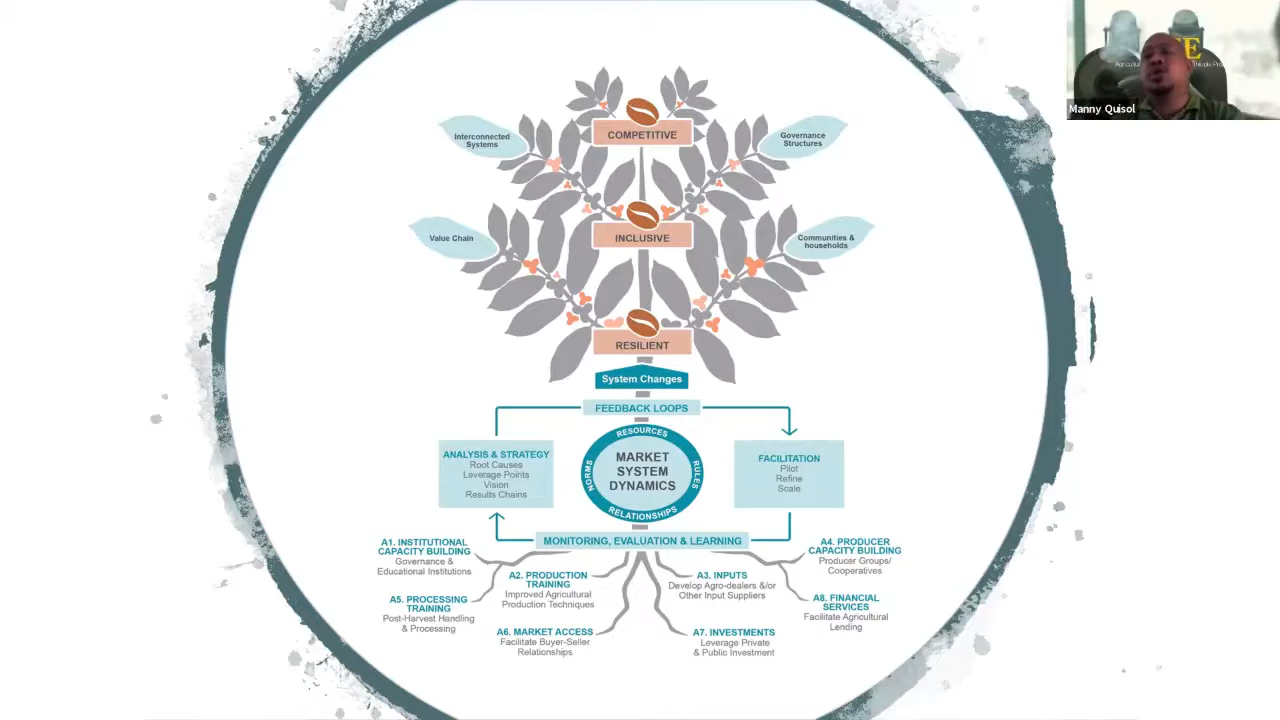 COMPETITIVE
Interconnected
Systems
Governance
Structures
INCLUSIVE
Value Chain
Communities &
households
RESILIENT
System Changes
FEEDBACK LOOPS
ANALYSIS & STRATEGY
Root Causes
Leverage Points
Vision
Results Chains
RESOURCES
NORMS
MARKET
SYSTEM
DYNAMICS
RULES
RELATIONSHIPS
FACILITATION
Pilot
Refine
Scale
MONITORING, EVALUATION & LEARNING
A1. INSTITUTIONAL
CAPACITY BUILDING
Governance &
Educational Institutions
A2. PRODUCTION
TRAINING
Improved Agricultural
Production Techniques
A3. INPUTS
Develop Agro-dealers &/or
Other Input Suppliers
A4. PRODUCER
CAPACITY BUILDING
Producer Groups/
Cooperatives
A5. PROCESSING
TRAINING
Post-Harvest Handling
& Processing
A6. MARKET ACCESS
Facilitate Buyer-Seller
Relationships
A7. INVESTMENTS
Leverage Private
& Public Investment
A8. FINANCIAL
SERVICES
Facilitate Agricultural
Lending
Manny Quisol